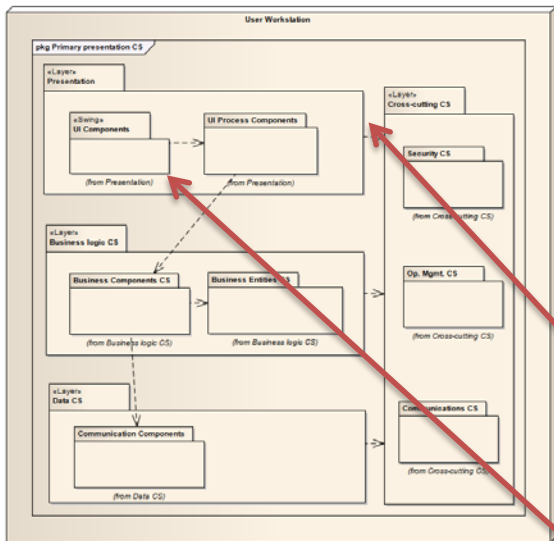 User Workstation
pkg Primary presentation CS
«Layer»
Presentation
«Layer»
Cross-cutting CS
«Swing»
UI Components
UI Process Components
Security CS
(from Presentation)
(from Presentation)
(from Cross-cutting CS)
«Layer»
Business logic CS
Business Components CS
Business Entities CS
Op. Mgmt. CS
(from Business logic CS)
(from Business logic CS)
(from Cross-cutting CS)
«Layer»
Data CS
Communications CS
Communication Components
(from Cross-cutting CS)
(from Data CS)